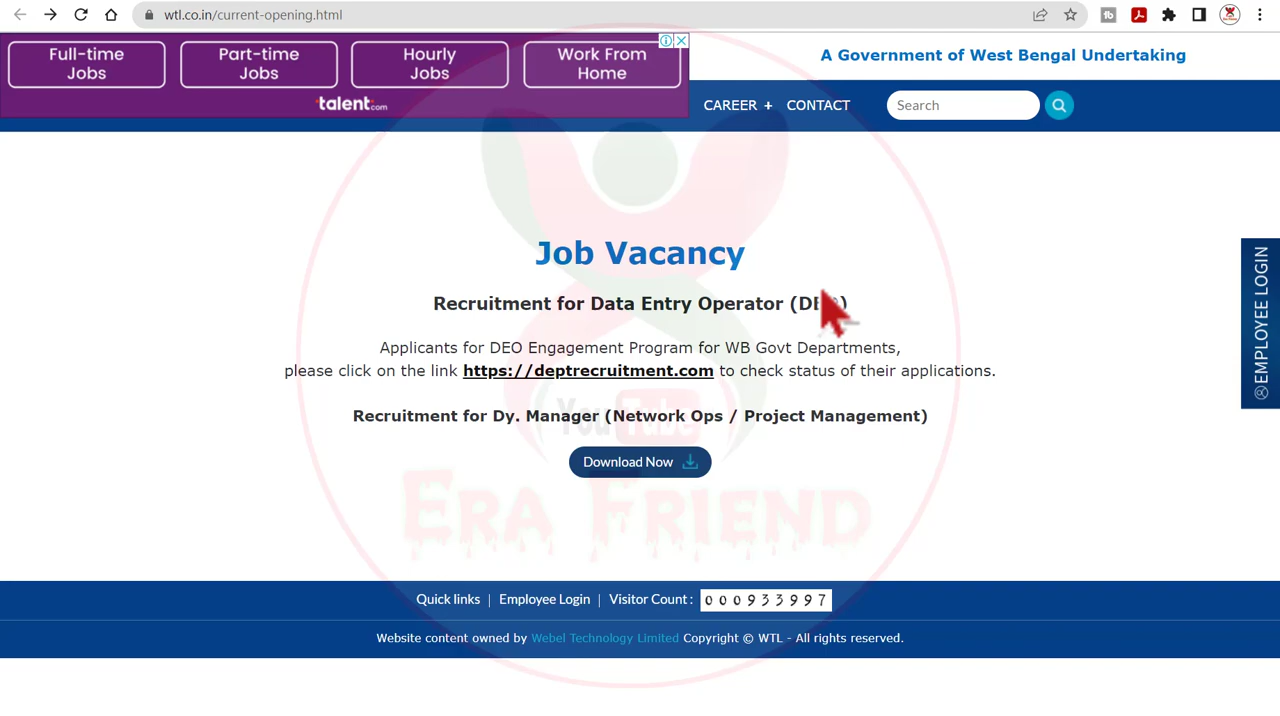 wtl.co.in/current-opening.html
Full-time Jobs
Part-time Jobs
Hourly Jobs
Work From Home
talent.com
A Government of West Bengal Undertaking
CAREER +
CONTACT
Search
Job Vacancy
Recruitment for Data Entry Operator (DEO)
Applicants for DEO Engagement Program for WB Govt Departments,
please click on the link https://deptrecruitment.com to check status of their applications.
Recruitment for Dy. Manager (Network Ops / Project Management)
YouTube
Download Now
Era Friend
EMPLOYEE LOGIN
Quick links | Employee Login | Visitor Count : 000933997
Website content owned by Webel Technology Limited Copyright © WTL - All rights reserved.